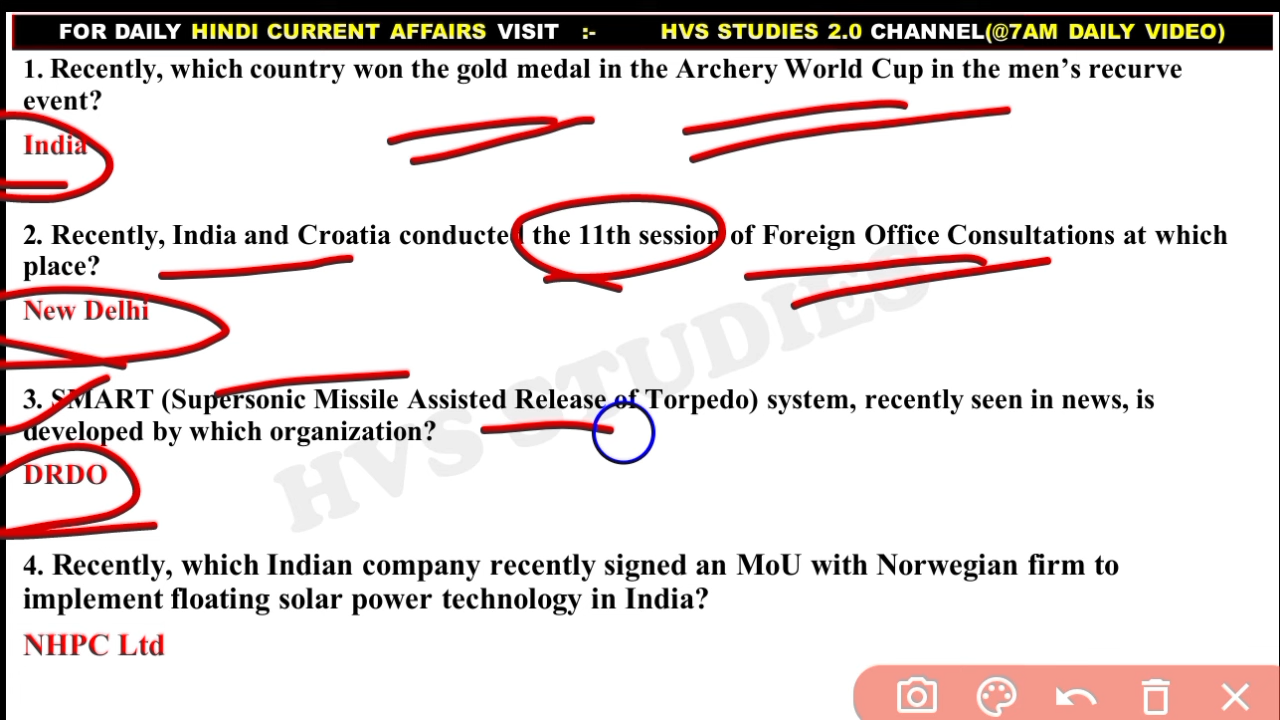 FOR DAILY HINDI CURRENT AFFAIRS VISIT :- HVS STUDIES 2.0 CHANNEL(@7AM DAILY VIDEO)
1. Recently, which country won the gold medal in the Archery World Cup in the men’s recurve
event?
India
2. Recently, India and Croatia conducted the 11th session of Foreign Office Consultations at which
place?
New Delhi
3. SMART (Supersonic Missile Assisted Release of Torpedo) system, recently seen in news, is
developed by which organization?
DRDO
HVS STUDIES
4. Recently, which Indian company recently signed an MoU with Norwegian firm to
implement floating solar power technology in India?
NHPC Ltd